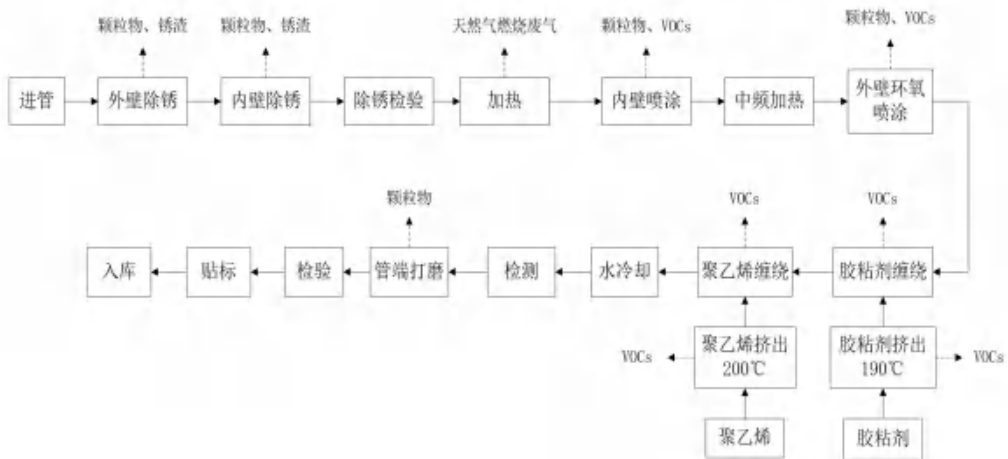 颗粒物、锈渣
颗粒物、锈渣
天然气燃烧废气
颗粒物、VOCs
颗粒物、VOCs
进管
外壁除锈
内壁除锈
除锈检验
加热
内壁喷涂
中频加热
外壁环氧
喷涂
颗粒物
VOCs
VOCs
入库
贴标
检验
管端打磨
检测
水冷却
聚乙烯缠绕
胶粘剂缠绕
VOCs
聚乙烯挤出
200℃
胶粘剂挤出
190℃
VOCs
聚乙烯
胶粘剂